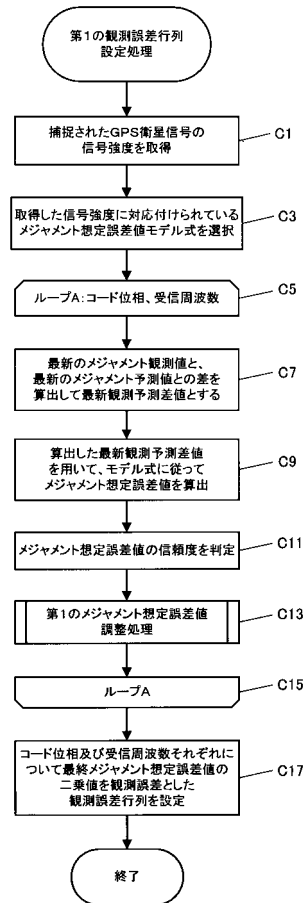 第1の観測誤差行列
設定処理
捕捉されたGPS衛星信号の
信号強度を取得
C1
取得した信号強度に対応付けられている
メジャメント想定誤差値モデル式を選択
C3
ループA:コード位相、受信周波数
C5
最新のメジャメント観測値と、
最新のメジャメント予測値との差を
算出して最新観測予測差値とする
C7
算出した最新観測予測差値
を用いて、モデル式に従って
メジャメント想定誤差値を算出
C9
メジャメント想定誤差値の信頼度を判定
C11
第1のメジャメント想定誤差値
調整処理
C13
ループA
C15
コード位相及び受信周波数それぞれに
ついて最終メジャメント想定誤差値の
二乗値を観測誤差とした
観測誤差行列を設定
C17
終了